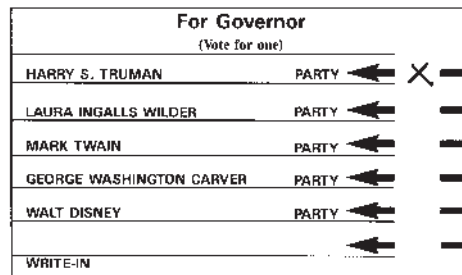 For Governor
(Vote for one)
HARRY S. TRUMAN PARTY
LAURA INGALLS WILDER PARTY
MARK TWAIN PARTY
GEORGE WASHINGTON CARVER PARTY
WALT DISNEY PARTY
WRITE-IN